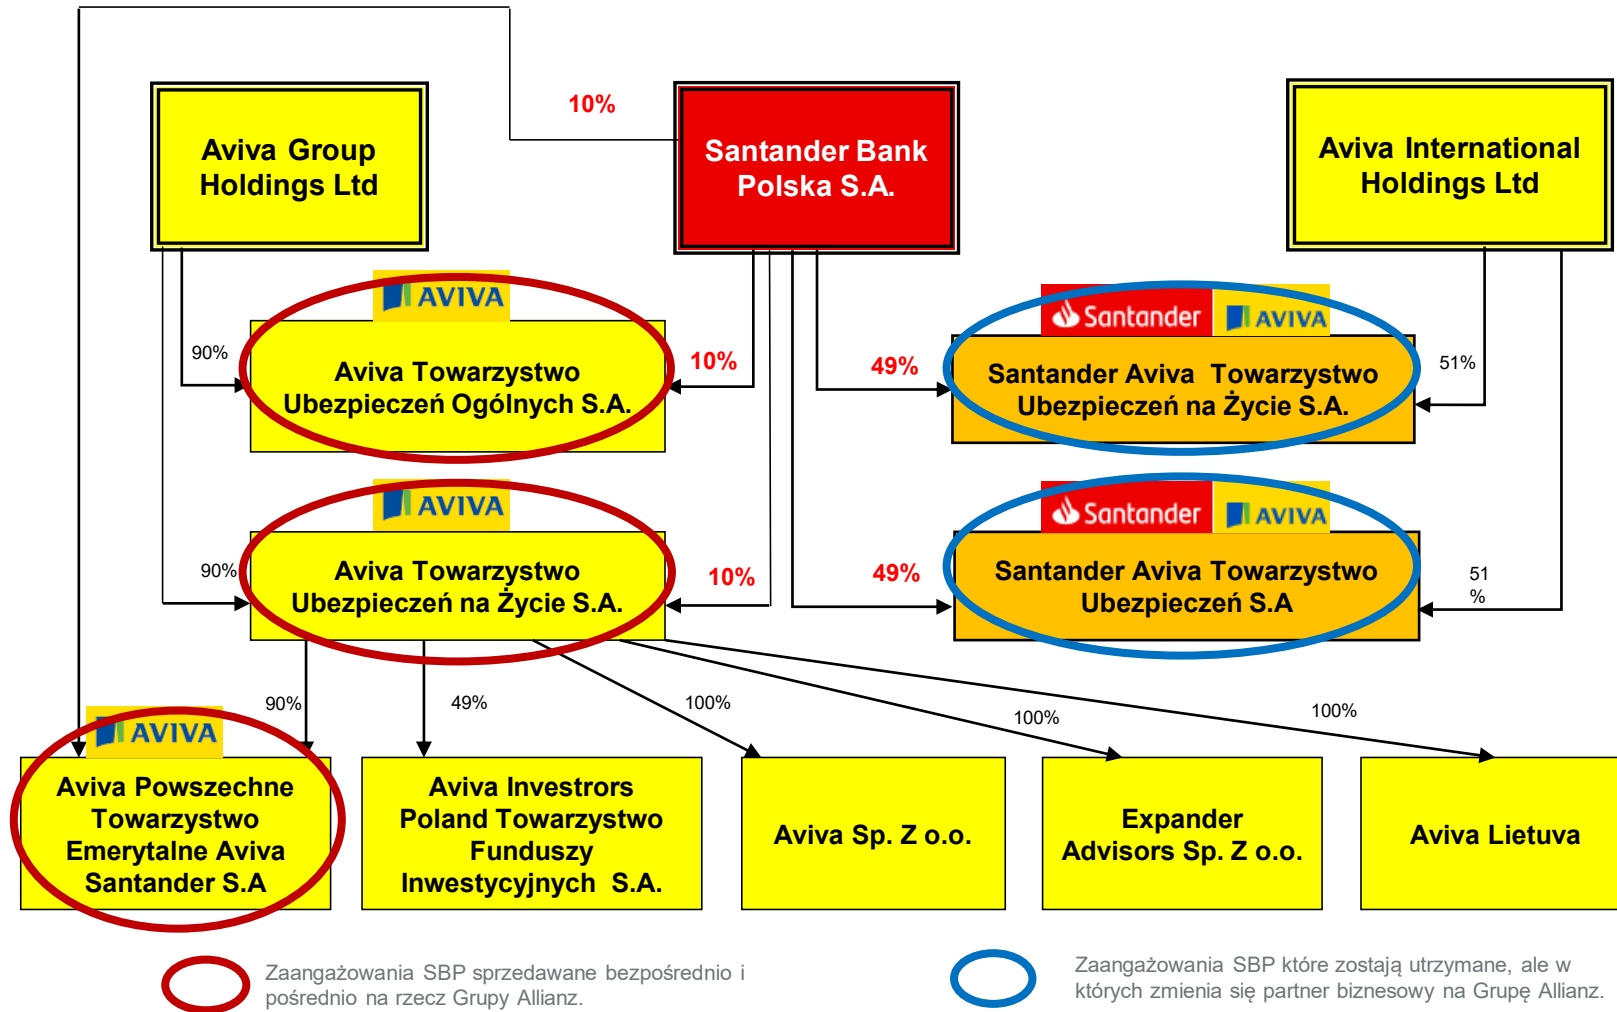 10%
Aviva Group
Holdings Ltd
Santander Bank
Polska S.A.
Aviva International
Holdings Ltd
AVIVA
Santander
AVIVA
90%
Aviva Towarzystwo
Ubezpieczeń Ogólnych S.A.
10%
49%
Santander Aviva Towarzystwo
Ubezpieczeń na Życie S.A.
51%
AVIVA
Santander
AVIVA
90%
Aviva Towarzystwo
Ubezpieczeń na Życie S.A.
10%
49%
Santander Aviva Towarzystwo
Ubezpieczeń S.A
51
%
90%
49%
100%
100%
100%
AVIVA
Aviva Powszechne
Towarzystwo
Emerytalne Aviva
Santander S.A
Aviva Investrors
Poland Towarzystwo
Funduszy
Inwestycyjnych S.A.
Aviva Sp. Z o.o.
Expander
Advisors Sp. Z o.o.
Aviva Lietuva
Zaangażowania SBP sprzedawane bezpośrednio i
pośrednio na rzecz Grupy Allianz.
Zaangażowania SBP które zostają utrzymane, ale w
których zmienia się partner biznesowy na Grupę Allianz.